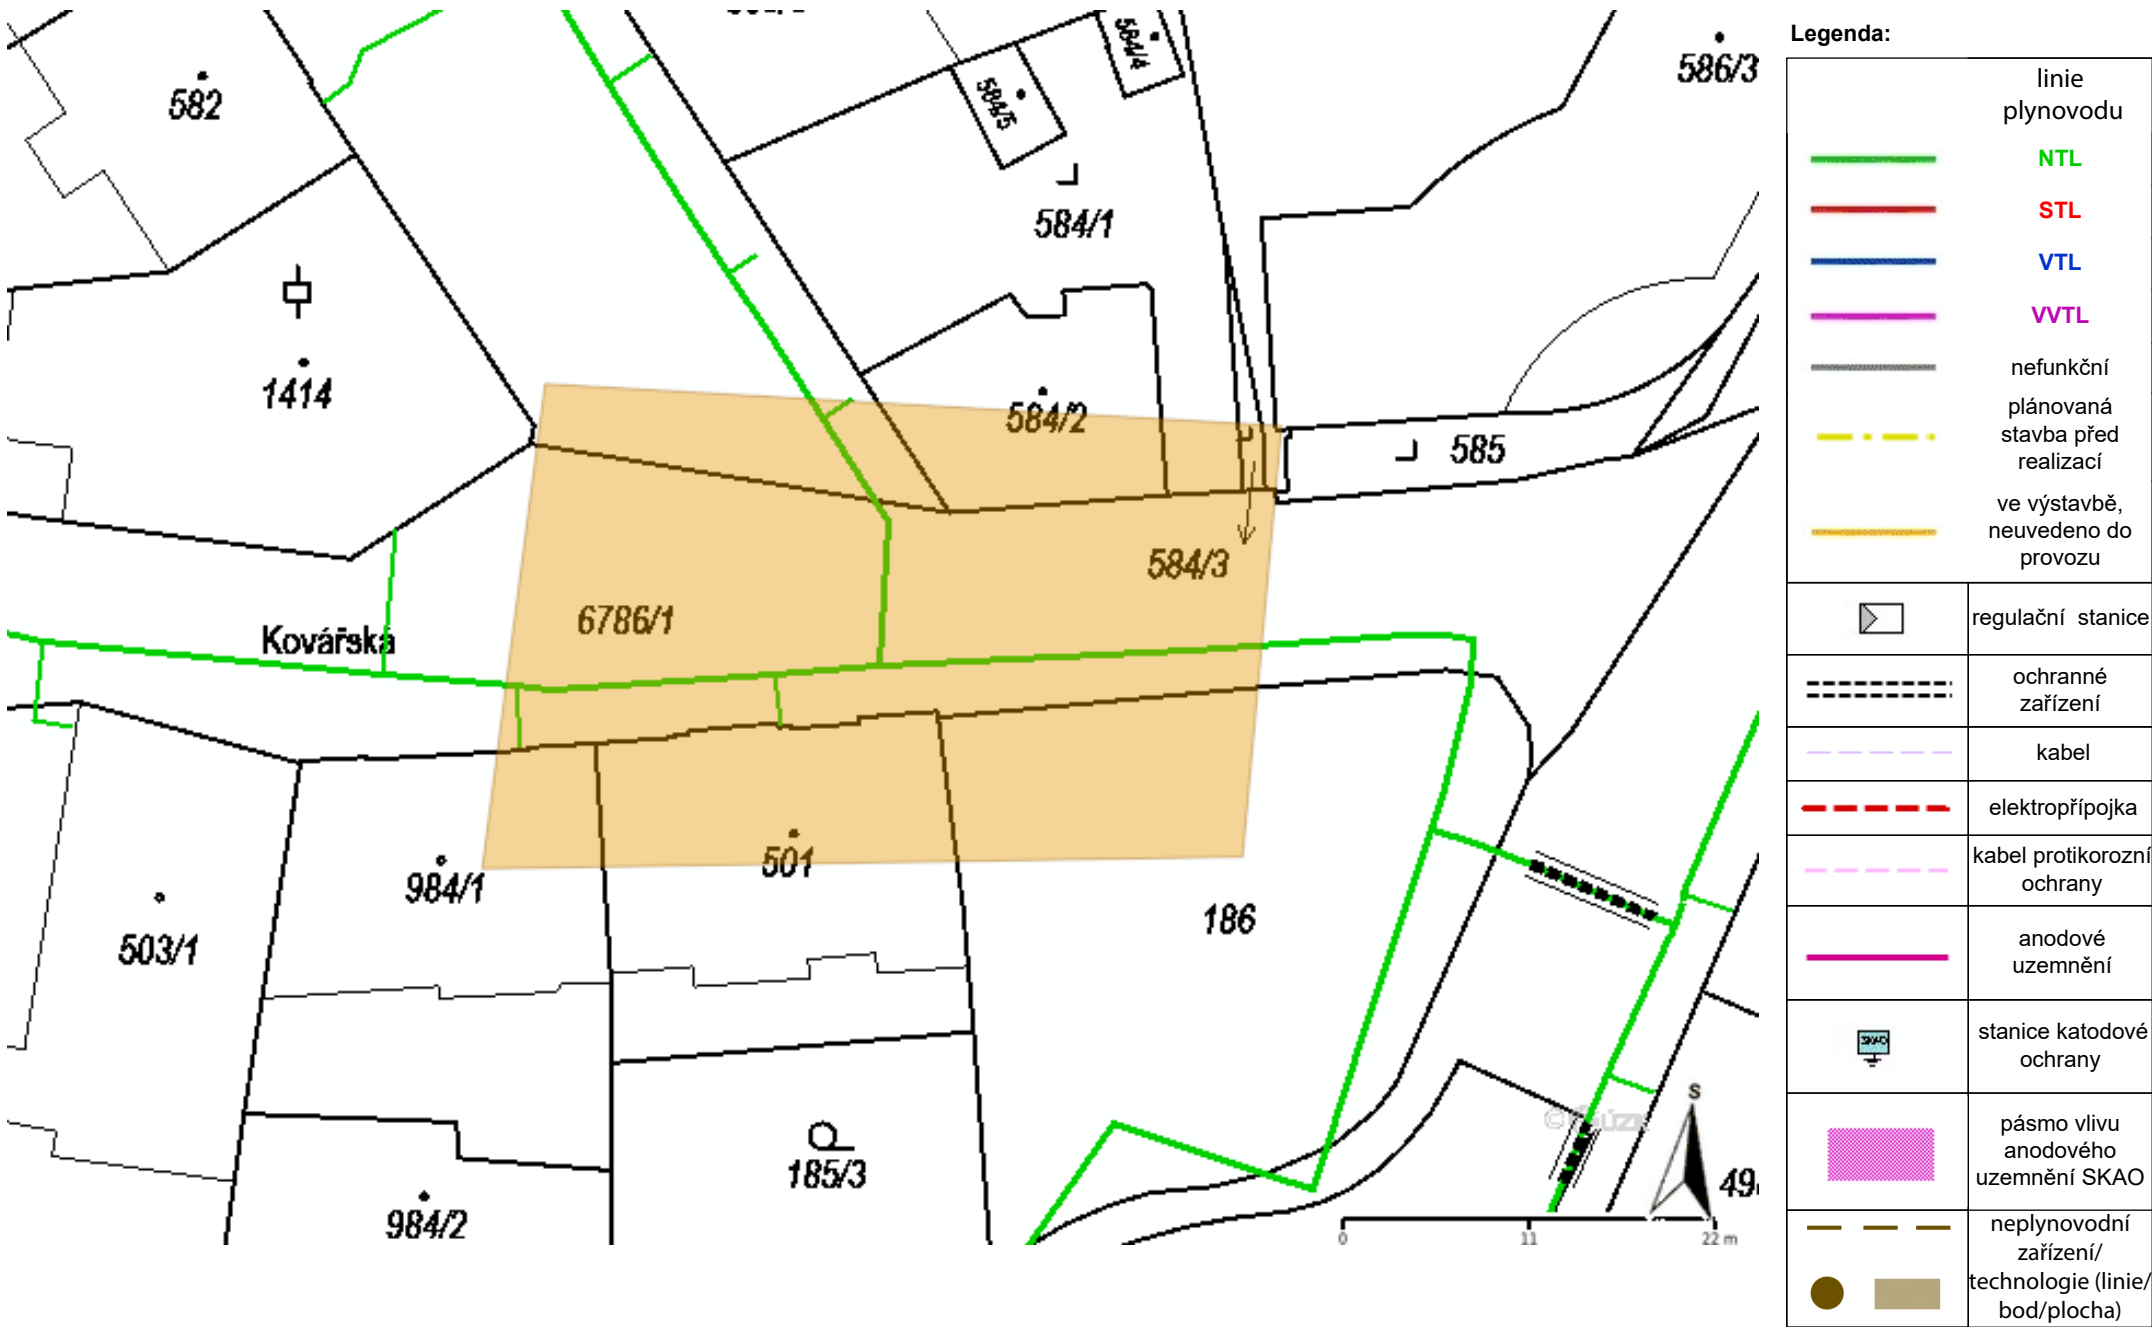 582
584/4
584/5
586/3
584/1
1414
584/2
585
584/3
6786/1
Kovářská
501
984/1
503/1
186
185/3
984/2
S
49
0 11 22 m
Legenda:
linie
plynovodu
NTL
STL
VTL
VVTL
nefunkční
plánovaná
stavba před
realizací
ve výstavbě,
neuvedeno do
provozu
regulační stanice
ochranné
zařízení
kabel
elektropřípojka
kabel protikorozní
ochrany
anodové
uzemnění
SKAO
stanice katodové
ochrany
pásmo vlivu
anodového
uzemnění SKAO
neplynovodní
zařízení/
technologie (linie/
bod/plocha)